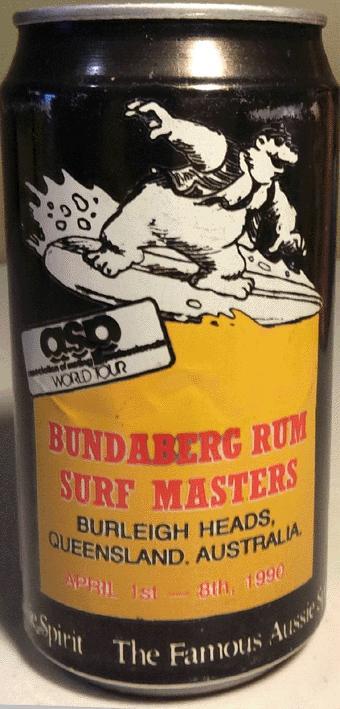 asp
WORLD TOUR
BUNDABERG RUM
SURF MASTERS
BURLEIGH HEADS,
QUEENSLAND. AUSTRALIA.
APRIL 1st — 8th, 1990
Spirit The Famous Aussie